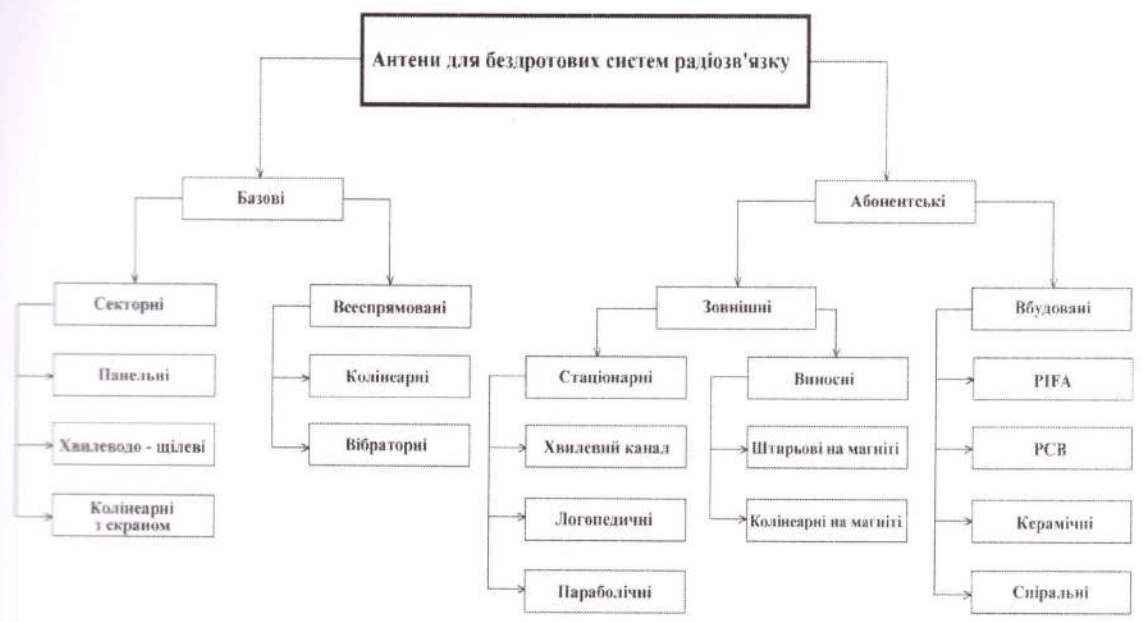 Антени для бездротових систем радіозв'язку
Базові
Абонентські
Секторні
Всеспрямовані
Зовнішні
Вбудовані
Панельні
Колінеарні
Стаціонарні
Виносні
PIFA
Хвилеводо - щілеві
Вібраторні
Хвилевий канал
Штирьові на магніті
PCB
Колінеарні
з екраном
Логопедичні
Колінеарні на магніті
Керамічні
Параболічні
Спіральні